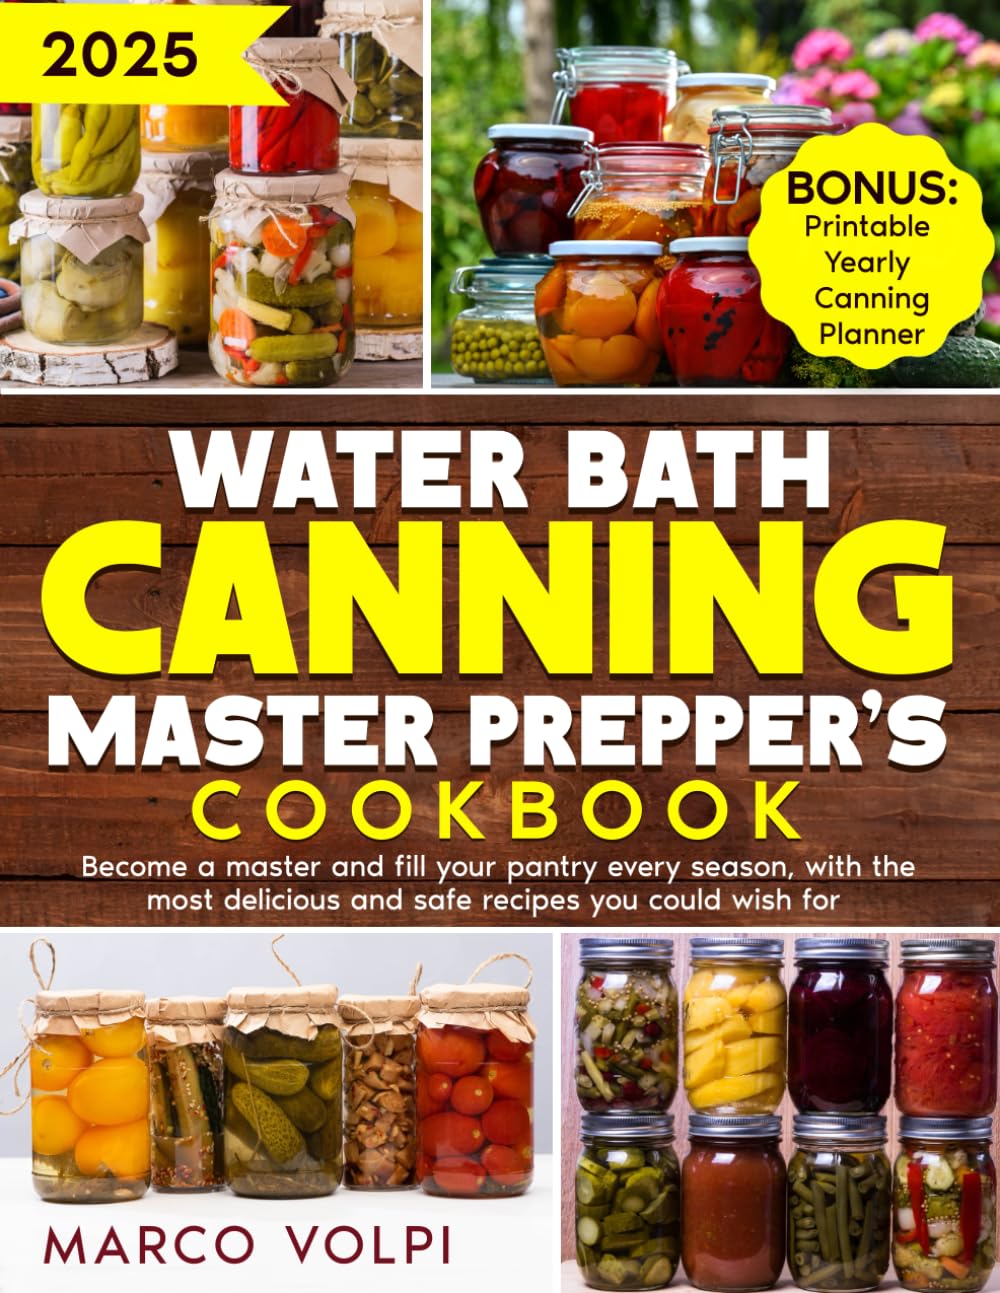 2025
BONUS:
Printable
Yearly
Canning
Planner
WATER BATH
CANNING
MASTER PREPPER'S
COOKBOOK
Become a master and fill your pantry every season, with the
most delicious and safe recipes you could wish for
MARCO VOLPI